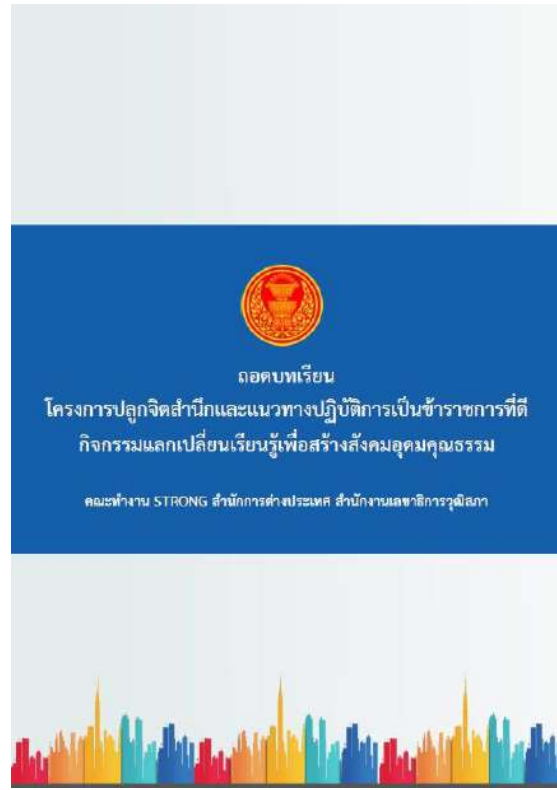 ถอดบทเรียน
โครงการปลูกจิตสำนึกและแนวทางปฏิบัติการเป็นข้าราชการที่ดี
กิจกรรมแลกเปลี่ยนเรียนรู้เพื่อสร้างสังคมอุดมคุณธรรม
คณะทำงาน STRONG สำนักการต่างประเทศ สำนักงานเลขาธิการวุฒิสภา